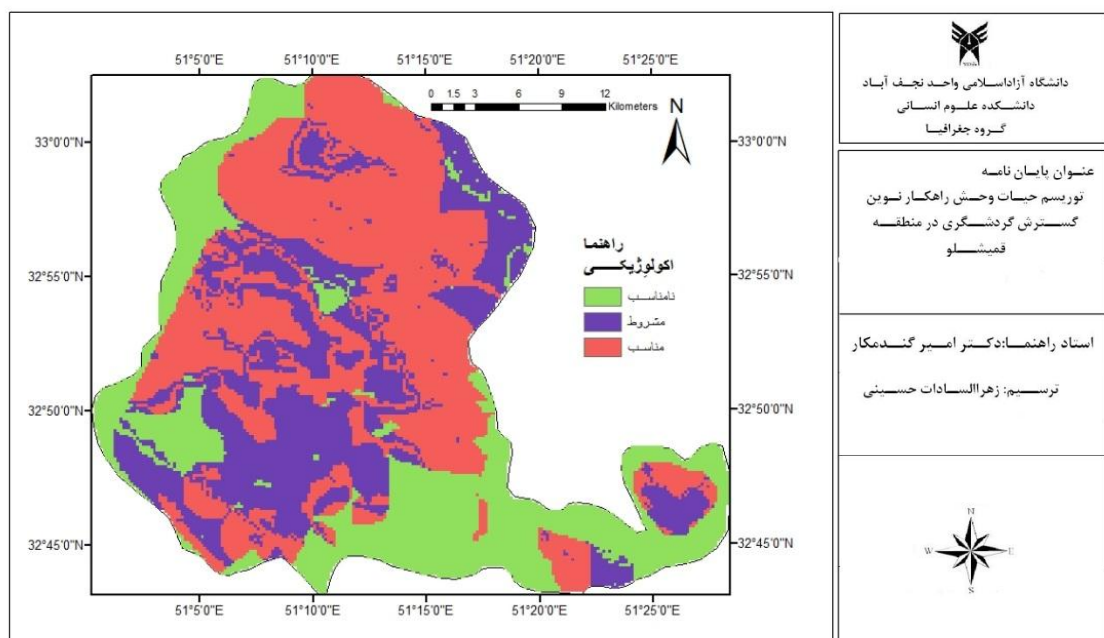 51°5'0"E
51°10'0"E
51°15'0"E
51°20'0"E
51°25'0"E
0 1.5 3 6 9 12
Kilometers
N
33°0'0"N
33°0'0"N
32°55'0"N
32°55'0"N
32°50'0"N
32°50'0"N
32°45'0"N
32°45'0"N
راهنما
اکولوژیکی
نامناسب
مشروط
مناسب
51°5'0"E
51°10'0"E
51°15'0"E
51°20'0"E
51°25'0"E
دانشگاه آزاداسلامی واحد نجف آباد
دانشکده علوم انسانی
گروه جغرافیا
عنوان پایان نامه
توریسم حیات وحش راهکار نوین
گسترش گردشگری در منطقه
قمیشلو
استاد راهنما:دکتر امیر گندمکار
ترسیم: زهراالسادات حسینی
N
W E
S